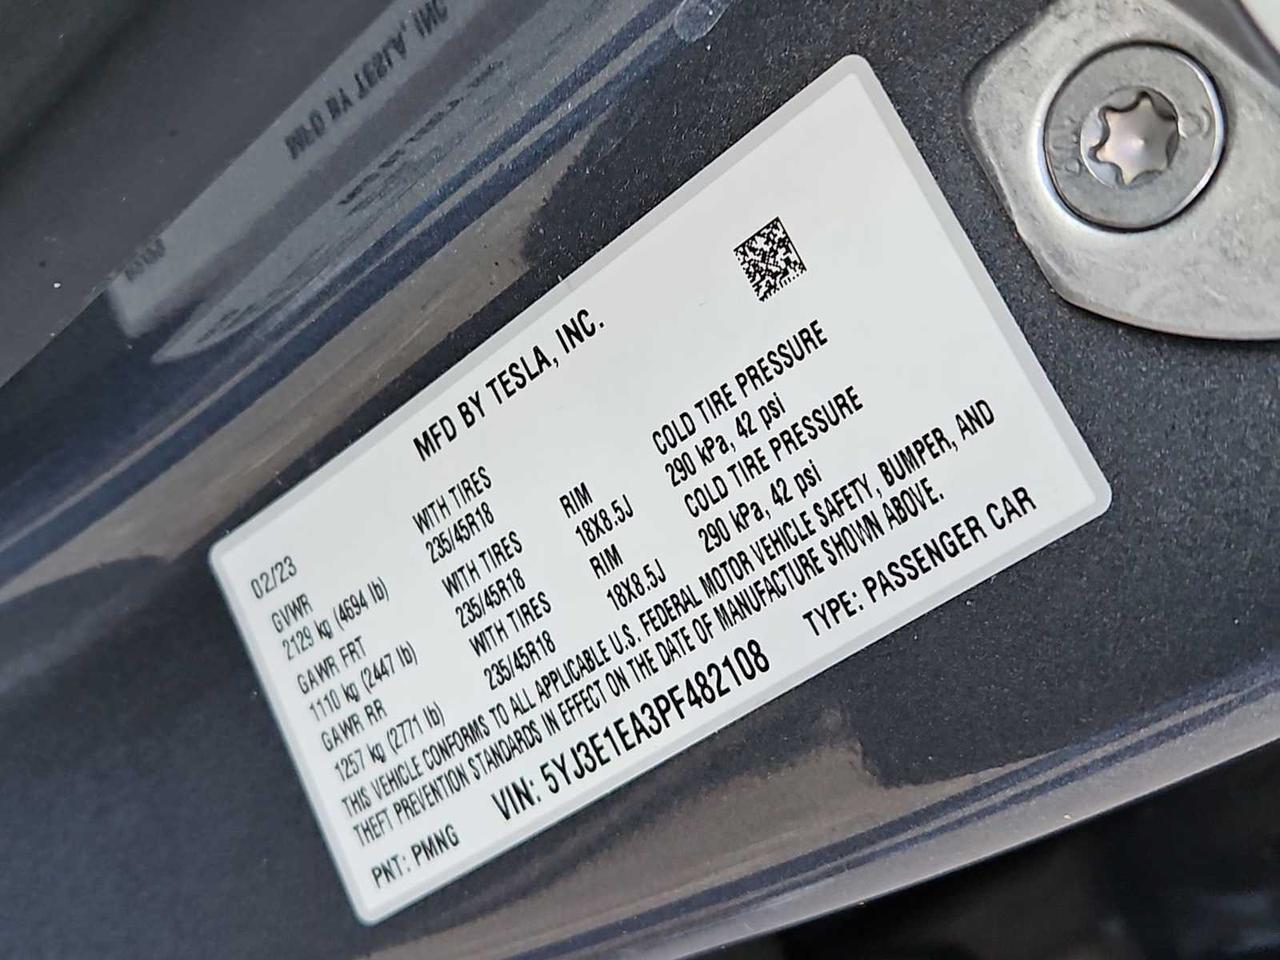 MFD BY TESLA, INC.
02/23
GVWR WITH TIRES RIM COLD TIRE PRESSURE
2129 kg (4694 lb) 235/45R18 18X8.5J 290 kPa, 42 psi
GAWR FRT WITH TIRES RIM COLD TIRE PRESSURE
1110 kg (2447 lb) 235/45R18 18X8.5J 290 kPa, 42 psi
GAWR RR WITH TIRES
1257 kg (2771 lb) 235/45R18
THIS VEHICLE CONFORMS TO ALL APPLICABLE U.S. FEDERAL MOTOR VEHICLE SAFETY, BUMPER, AND
THEFT PREVENTION STANDARDS IN EFFECT ON THE DATE OF MANUFACTURE SHOWN ABOVE.
PNT: PMNG VIN: 5YJ3E1EA3PF482108 TYPE: PASSENGER CAR